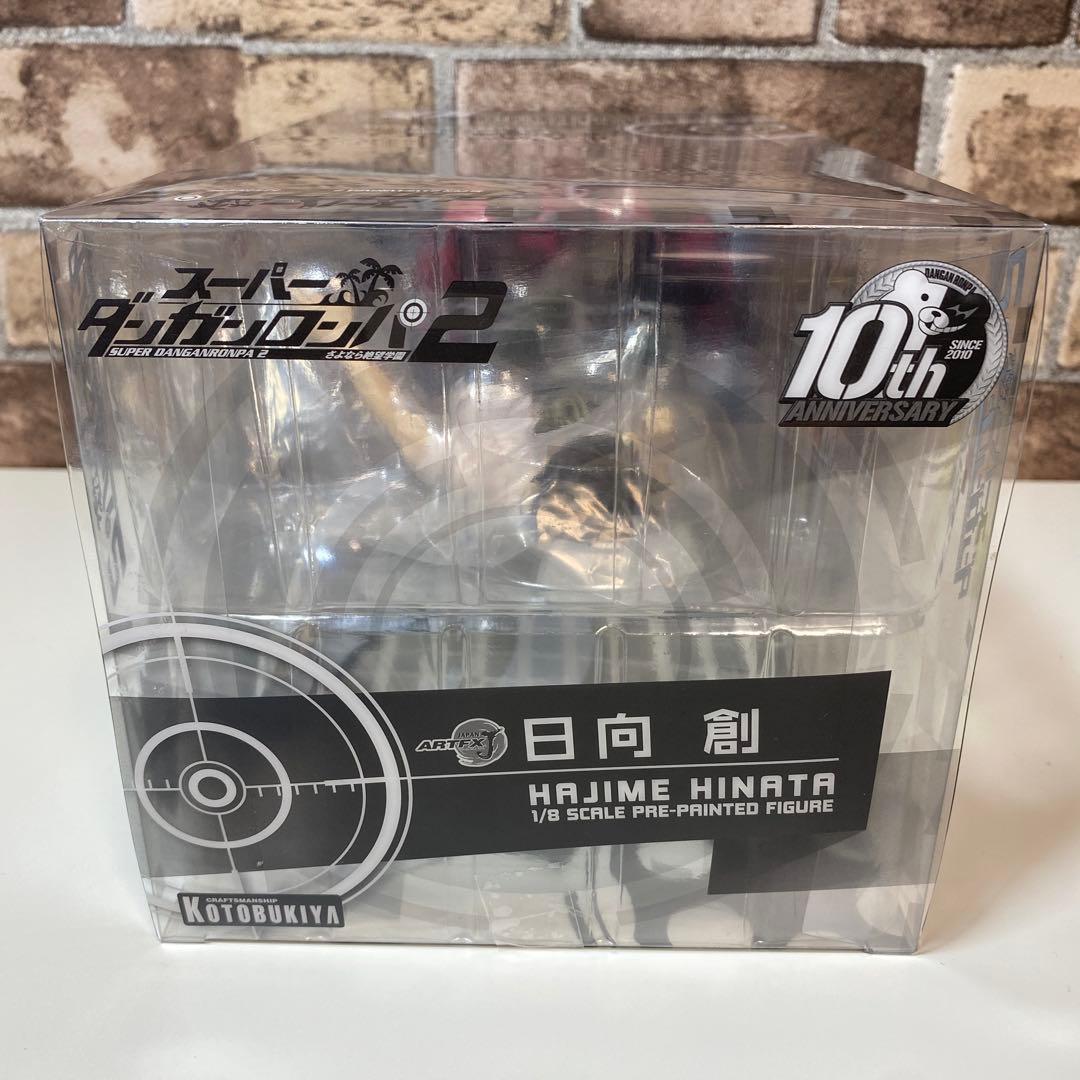 スーパー
ダンガンロンパ2
SUPER DANGANRONPA 2 さよなら絶望学園
DANGANRONPA
10th
SINCE
2010
ANNIVERSARY
JAPAN
ARTFX J
日向 創
HAJIME HINATA
1/8 SCALE PRE-PAINTED FIGURE
CRAFTSMANSHIP
KOTOBUKIYA